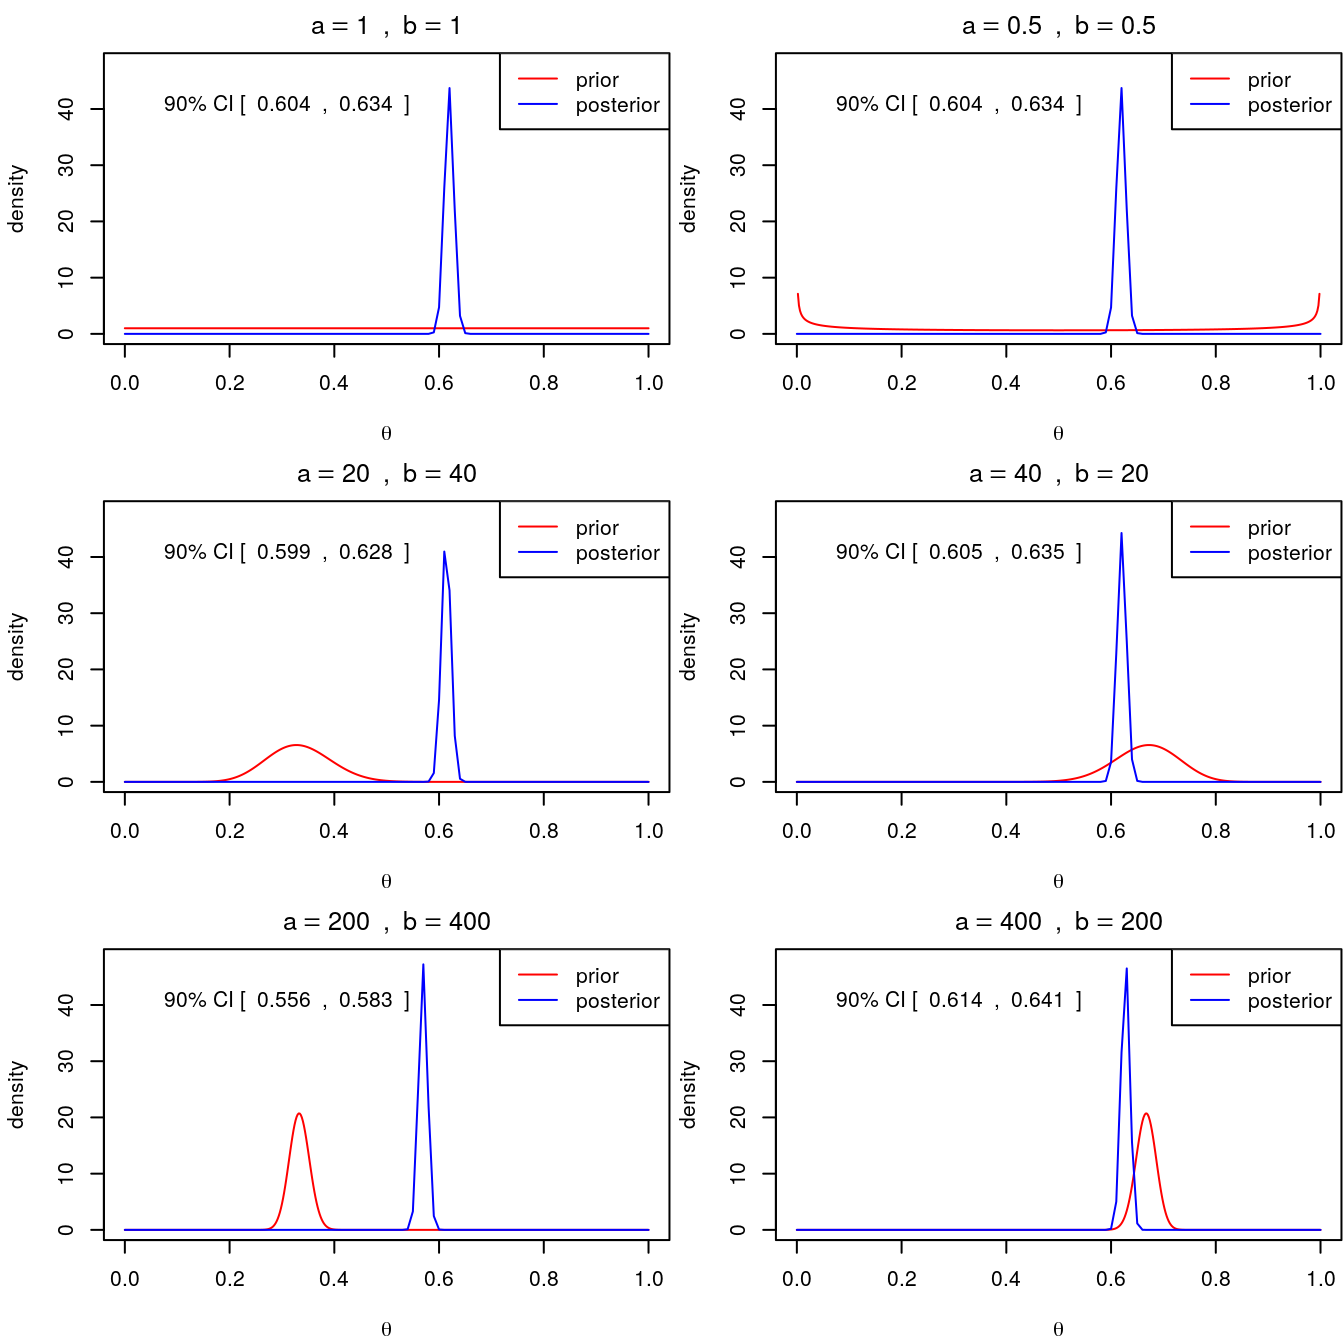 a = 1 , b = 1
90% CI [ 0.604 , 0.634 ]
prior
posterior
density
0 10 20 30 40
0.0 0.2 0.4 0.6 0.8 1.0
θ
a = 0.5 , b = 0.5
90% CI [ 0.604 , 0.634 ]
prior
posterior
density
0 10 20 30 40
0.0 0.2 0.4 0.6 0.8 1.0
θ
a = 20 , b = 40
90% CI [ 0.599 , 0.628 ]
prior
posterior
density
0 10 20 30 40
0.0 0.2 0.4 0.6 0.8 1.0
θ
a = 40 , b = 20
90% CI [ 0.605 , 0.635 ]
prior
posterior
density
0 10 20 30 40
0.0 0.2 0.4 0.6 0.8 1.0
θ
a = 200 , b = 400
90% CI [ 0.556 , 0.583 ]
prior
posterior
density
0 10 20 30 40
0.0 0.2 0.4 0.6 0.8 1.0
θ
a = 400 , b = 200
90% CI [ 0.614 , 0.641 ]
prior
posterior
density
0 10 20 30 40
0.0 0.2 0.4 0.6 0.8 1.0
θ